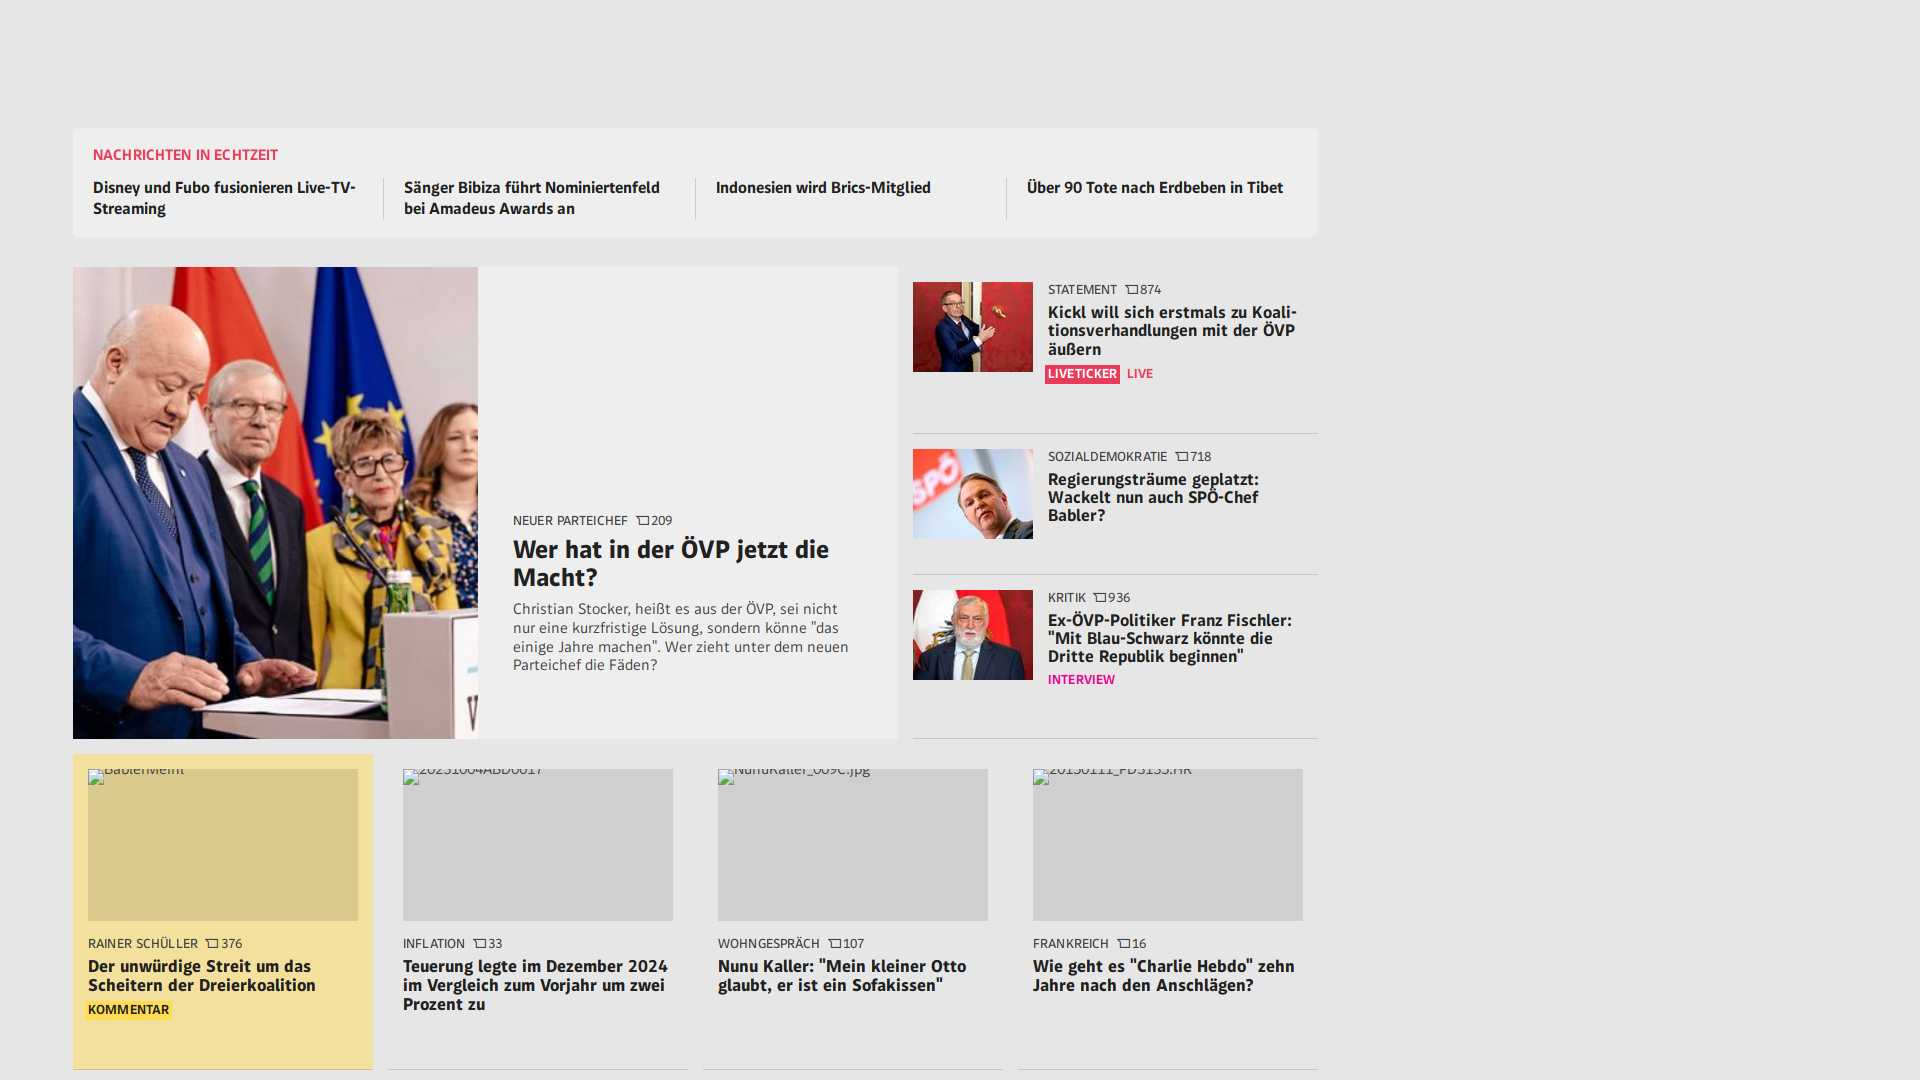 NACHRICHTEN IN ECHTZEIT
Disney und Fubo fusionieren Live-TV-
Streaming
Sänger Bibiza führt Nominiertenfeld
bei Amadeus Awards an
Indonesien wird Brics-Mitglied
Über 90 Tote nach Erdbeben in Tibet
NEUER PARTEICHEF 209
Wer hat in der ÖVP jetzt die
Macht?
Christian Stocker, heißt es aus der ÖVP, sei nicht
nur eine kurzfristige Lösung, sondern könne "das
einige Jahre machen". Wer zieht unter dem neuen
Parteichef die Fäden?
STATEMENT 874
Kickl will sich erstmals zu Koali-
tionsverhandlungen mit der ÖVP
äußern
LIVETICKER LIVE
SPÖ
SOZIALDEMOKRATIE 718
Regierungsträume geplatzt:
Wackelt nun auch SPÖ-Chef
Babler?
KRITIK 936
Ex-ÖVP-Politiker Franz Fischler:
"Mit Blau-Schwarz könnte die
Dritte Republik beginnen"
INTERVIEW
BablerMeinl
RAINER SCHÜLLER 376
Der unwürdige Streit um das
Scheitern der Dreierkoalition
KOMMENTAR
20231004ABD0017
INFLATION 33
Teuerung legte im Dezember 2024
im Vergleich zum Vorjahr um zwei
Prozent zu
NunuKaller_009C.jpg
WOHNGESPRÄCH 107
Nunu Kaller: "Mein kleiner Otto
glaubt, er ist ein Sofakissen"
20150111_PD3135.HR
FRANKREICH 16
Wie geht es "Charlie Hebdo" zehn
Jahre nach den Anschlägen?